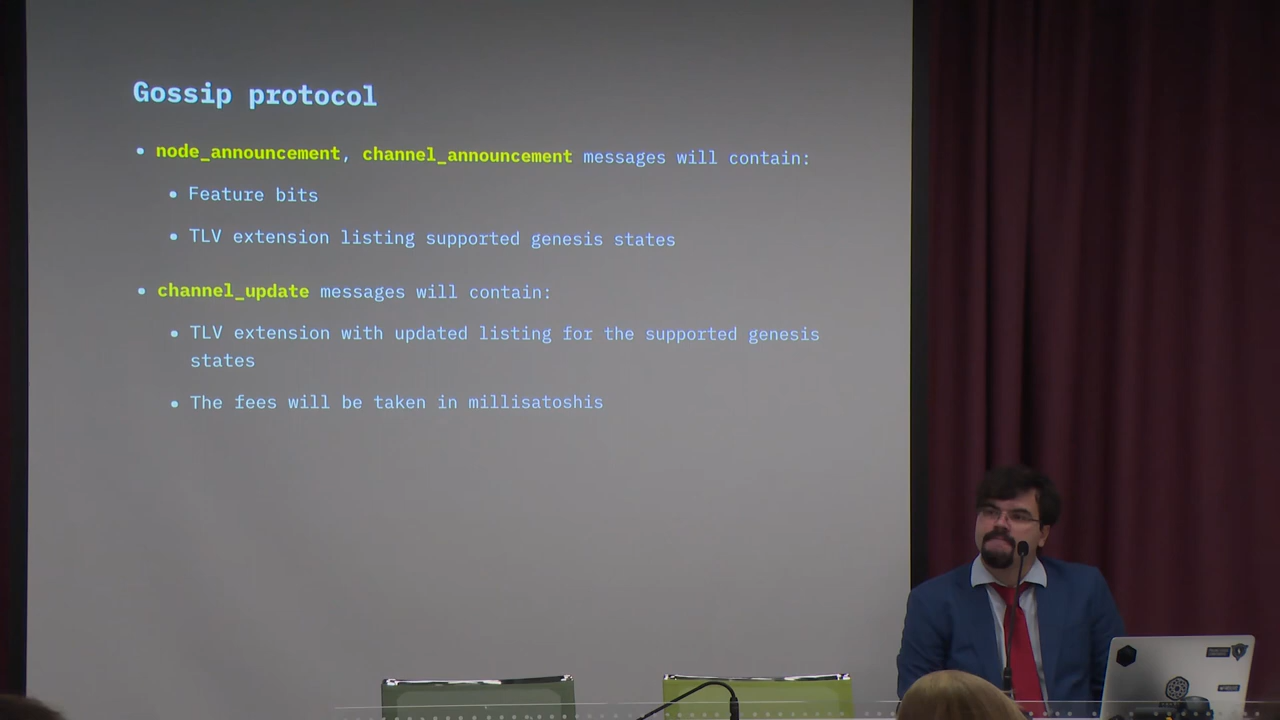 Gossip protocol
• node_announcement, channel_announcement messages will contain:
• Feature bits
• TLV extension listing supported genesis states
• channel_update messages will contain:
• TLV extension with updated listing for the supported genesis
states
• The fees will be taken in millisatoshis